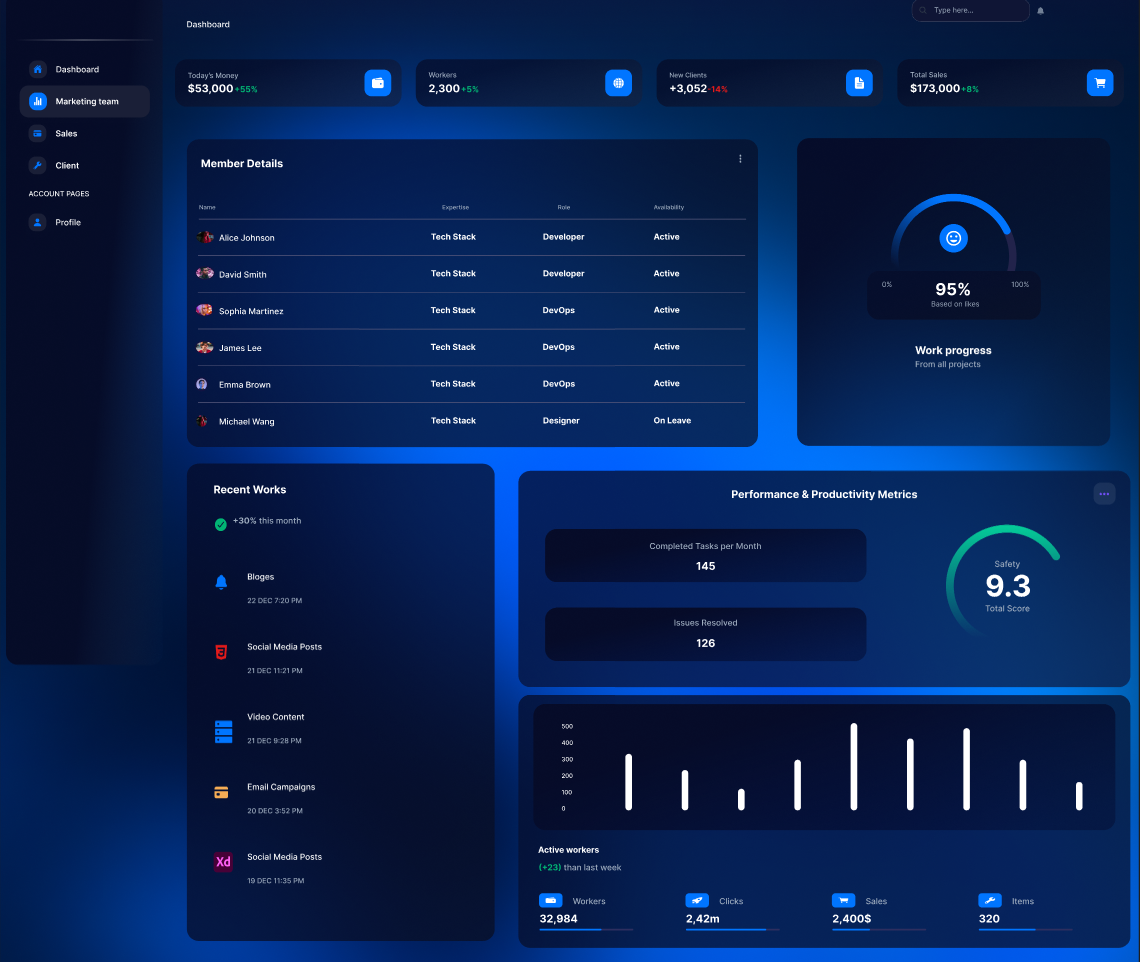 Dashboard
Type here...
Dashboard
Marketing team
Sales
Client
ACCOUNT PAGES
Profile
Today's Money
$53,000 +55%
Workers
2,300 +5%
New Clients
+3,052 -14%
Total Sales
$173,000 +8%
Member Details
Name Expertise Role Availability
Alice Johnson Tech Stack Developer Active
David Smith Tech Stack Developer Active
Sophia Martinez Tech Stack DevOps Active
James Lee Tech Stack DevOps Active
Emma Brown Tech Stack DevOps Active
Michael Wang Tech Stack Designer On Leave
0% 95% 100%
Based on likes
Work progress
From all projects
Recent Works
+30% this month
Bloges
22 DEC 7:20 PM
Social Media Posts
21 DEC 11:21 PM
Video Content
21 DEC 9:28 PM
Email Campaigns
20 DEC 3:52 PM
Xd
Social Media Posts
19 DEC 11:35 PM
Performance & Productivity Metrics
Completed Tasks per Month
145
Issues Resolved
126
Safety
9.3
Total Score
500
400
300
200
100
0
Active workers
(+23) than last week
Workers
32,984
Clicks
2,42m
Sales
2,400$
Items
320